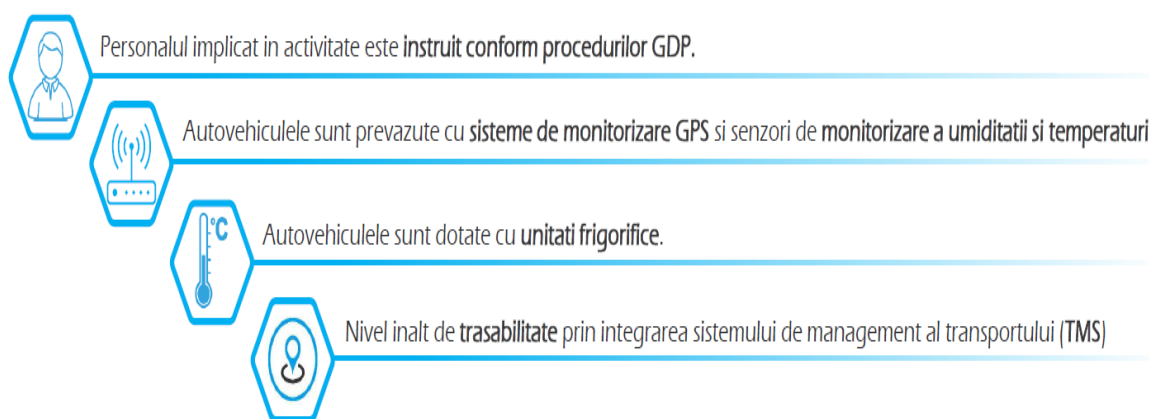 Personalul implicat in activitate este instruit conform procedurilor GDP.
Autovehiculele sunt prevazute cu sisteme de monitorizare GPS si senzori de monitorizare a umiditatii si temperaturi
°C
Autovehiculele sunt dotate cu unitati frigorifice.
Nivel inalt de trasabilitate prin integrarea sistemului de management al transportului (TMS)